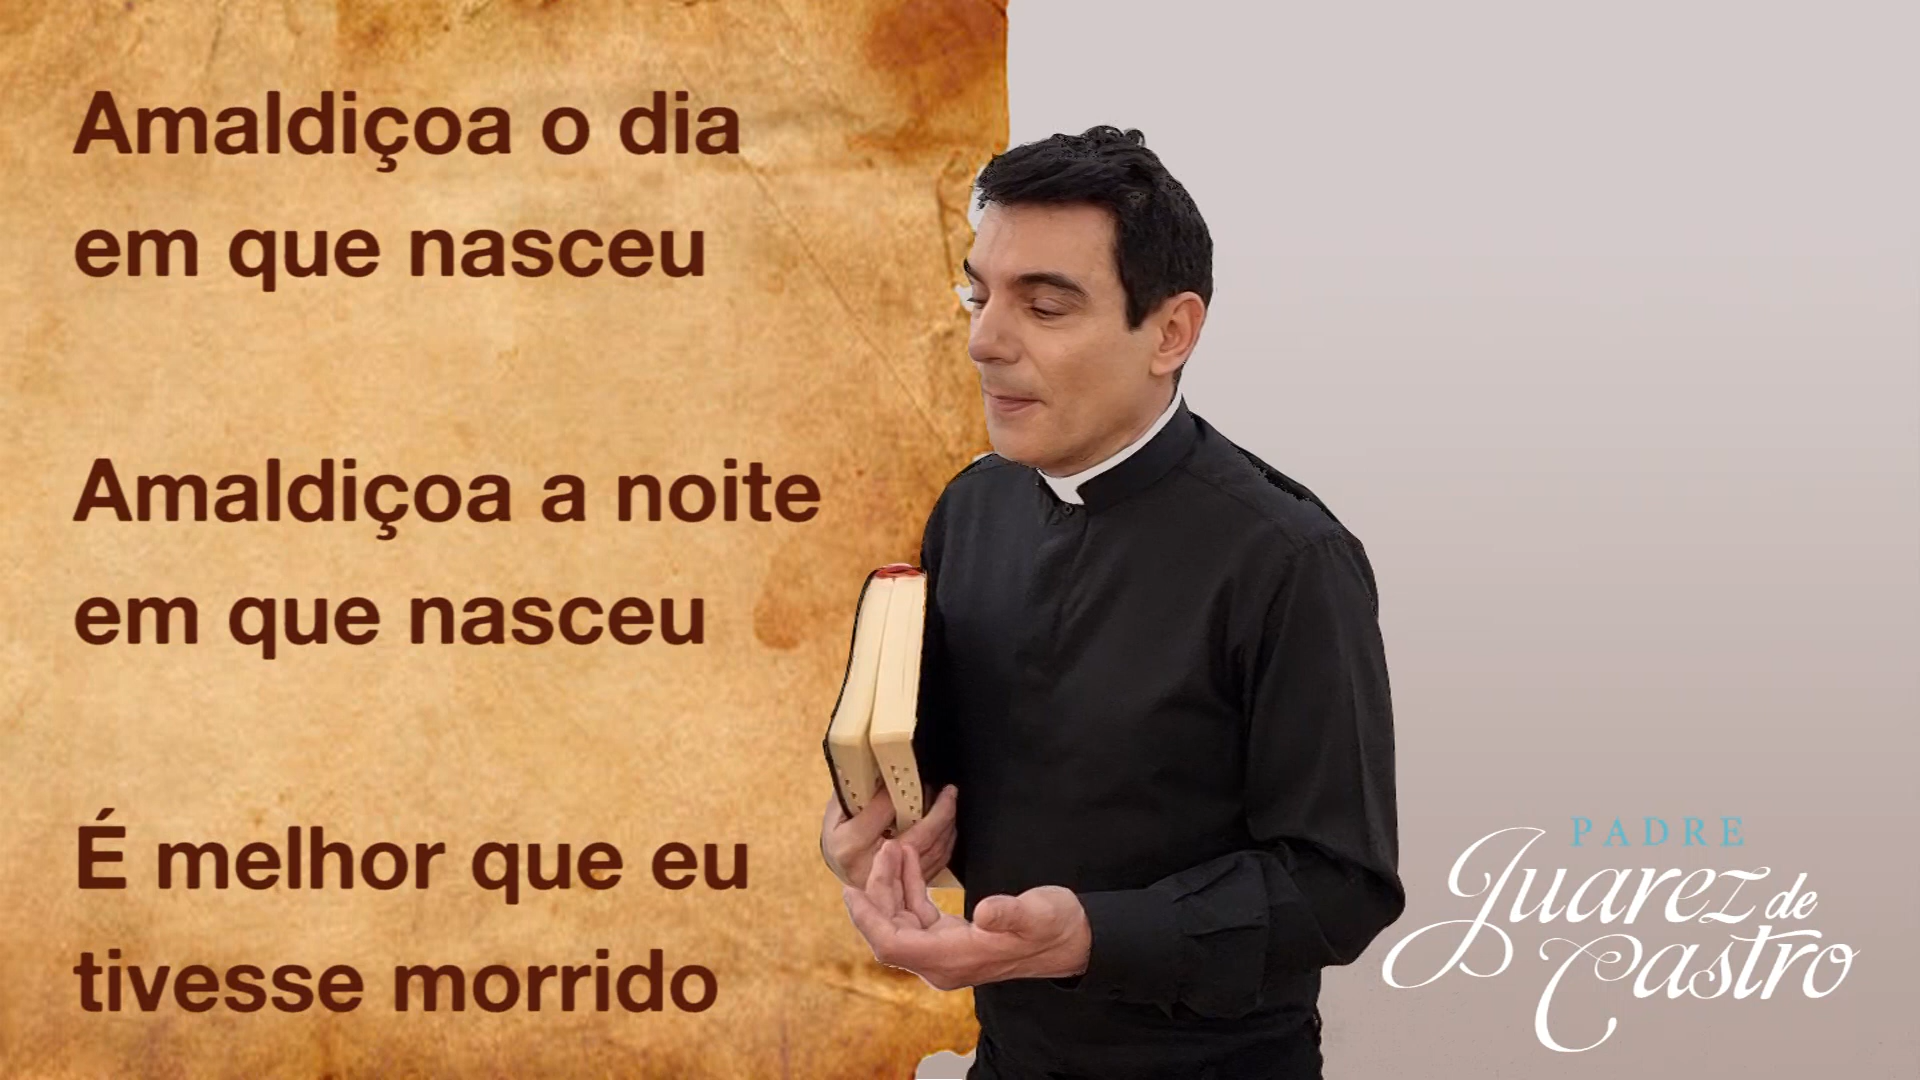 Amaldiçoa o dia
em que nasceu
Amaldiçoa a noite
em que nasceu
É melhor que eu
tivesse morrido
PADRE
Juarez de
Castro